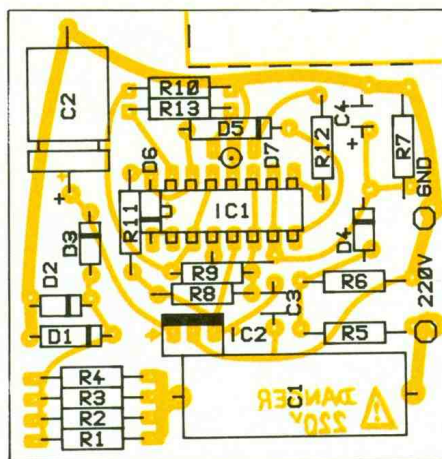 C2
R10
R13
D5
D6
D7
R12
C4
R7
+
+
GND
R11
IC1
D3
D4
D2
R9
R8
C3
R6
220V
D1
+
IC2
R5
R4
R3
R2
R1
C1
DANGER
220V